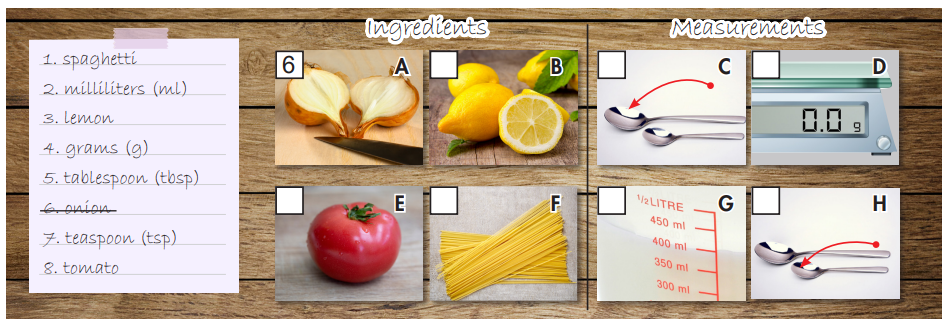 Ingredients
Measurements
1. spaghetti
2. milliliters (ml)
3. lemon
4. grams (g)
5. tablespoon (tbsp)
6. onion
7. teaspoon (tsp)
8. tomato
6 A
B
C
D
0.0 g
E
F
G
1/2 LITRE
450 ml
400 ml
350 ml
300 ml
H